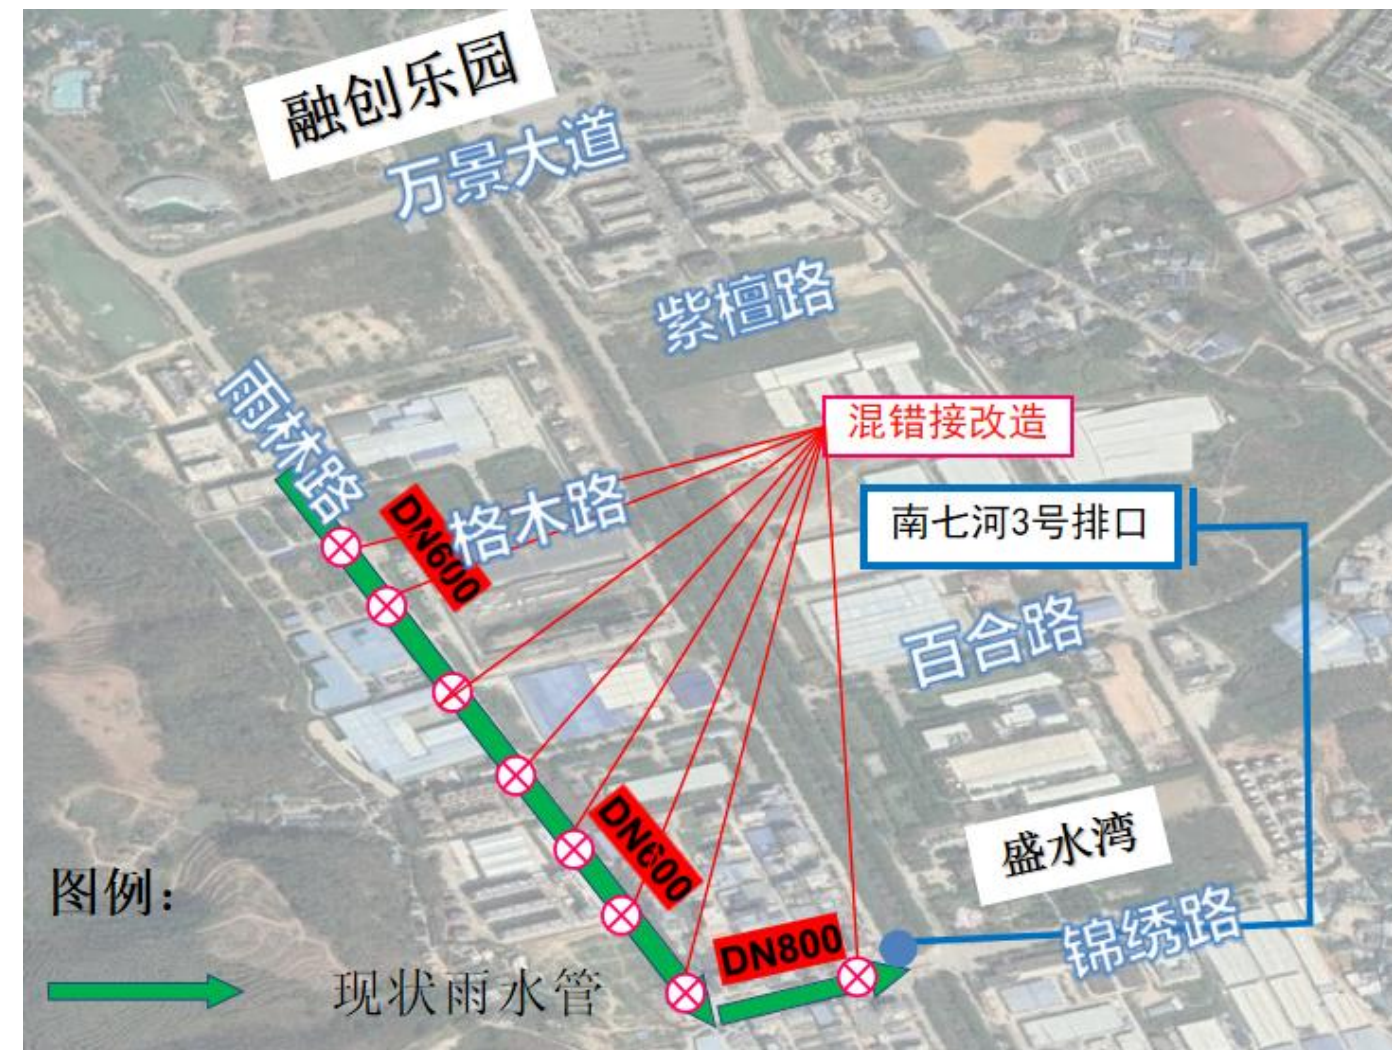 融创乐园
万景大道
紫檀路
雨林路
混错接改造
DN600
格木路
南七河3号排口
百合路
DN600
盛水湾
图例：
锦绣路
DN800
现状雨水管